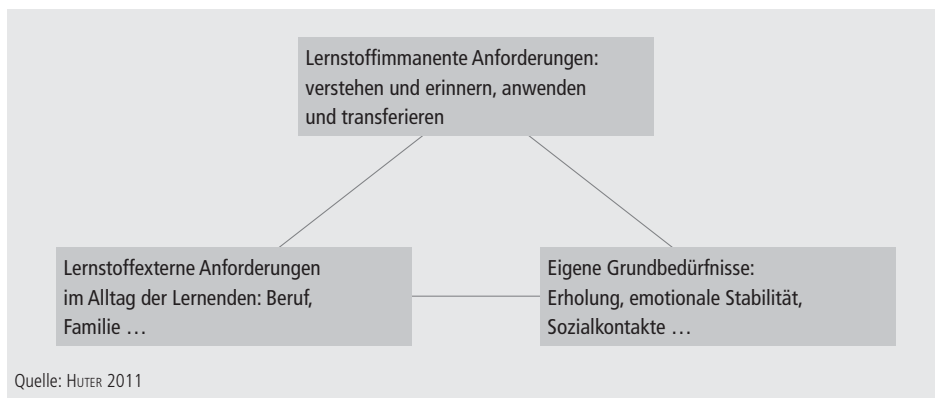 Lernstoffimmanente Anforderungen:
verstehen und erinnern, anwenden
und transferieren
Lernstoffexterne Anforderungen
im Alltag der Lernenden: Beruf,
Familie …
Eigene Grundbedürfnisse:
Erholung, emotionale Stabilität,
Sozialkontakte …
Quelle: HUTER 2011